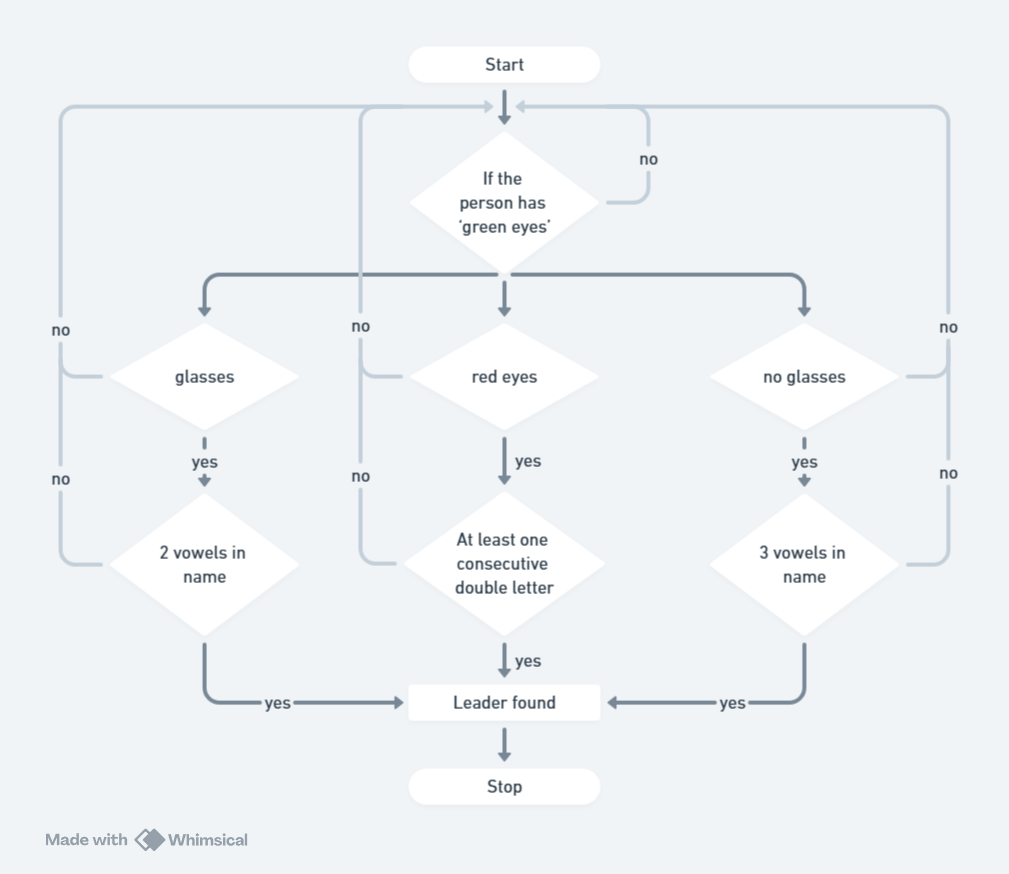 Start
no
If the
person has
‘green eyes’
no
no
no
glasses
red eyes
no glasses
yes
yes
yes
no
no
no
2 vowels in
name
At least one
consecutive
double letter
3 vowels in
name
yes
yes
Leader found
yes
Stop
Made with Whimsical